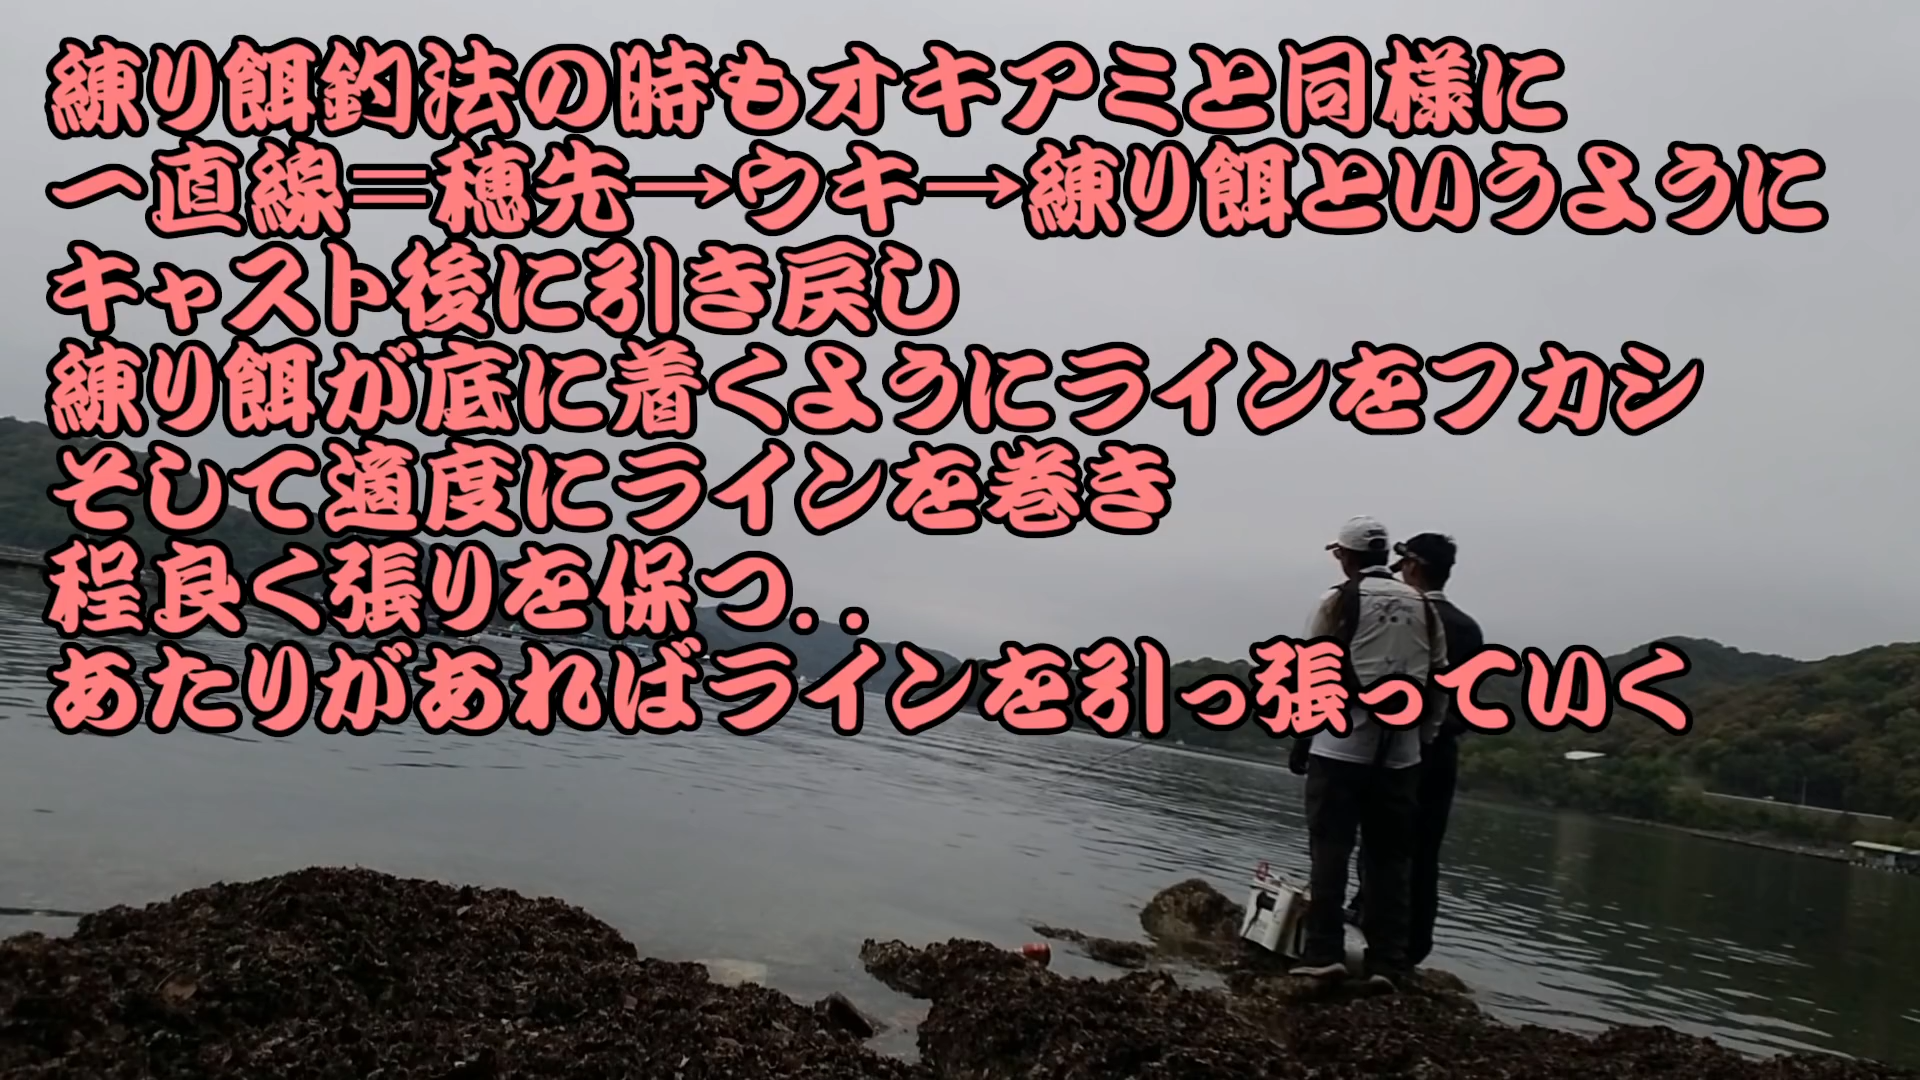 練り餌釣法の時もオキアミと同様に
一直線＝穂先→ウキ→練り餌というように
キャスト後に引き戻し
練り餌が底に着くようにラインをフカシ
そして適度にラインを巻き
程良く張りを保つ..
あたりがあればラインを引っ張っていく